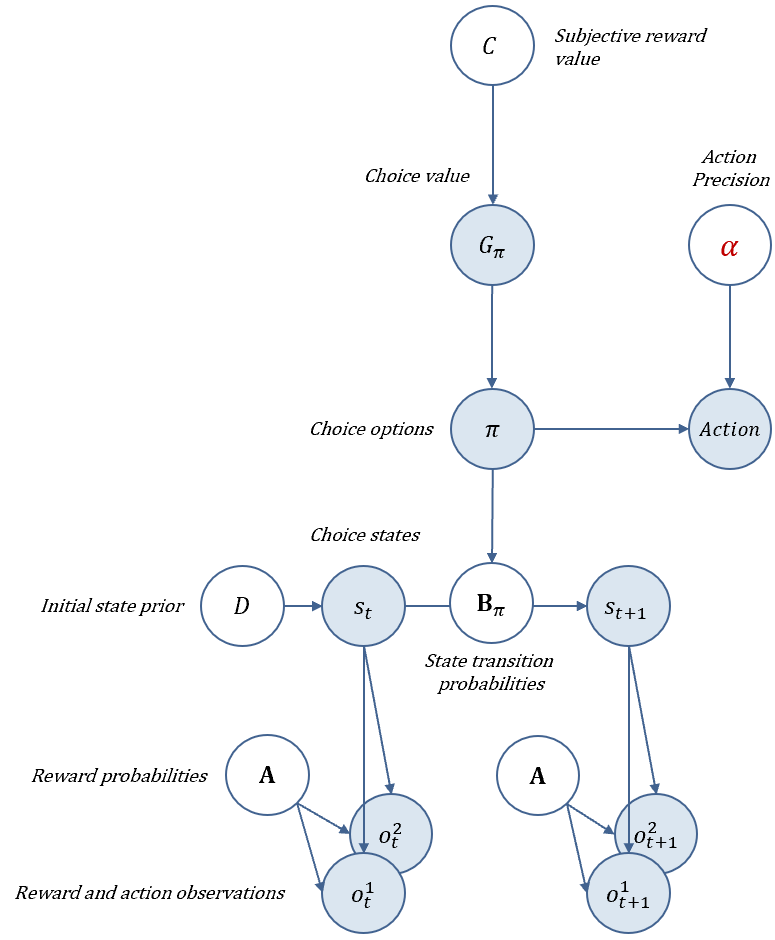 C
Subjective reward
value
Choice value
Action
Precision
G_π
α
Choice options
π
Action
Choice states
Initial state prior
D
s_t
B_π
s_{t+1}
State transition
probabilities
Reward probabilities
A
A
o_t^2
o_{t+1}^2
Reward and action observations
o_t^1
o_{t+1}^1